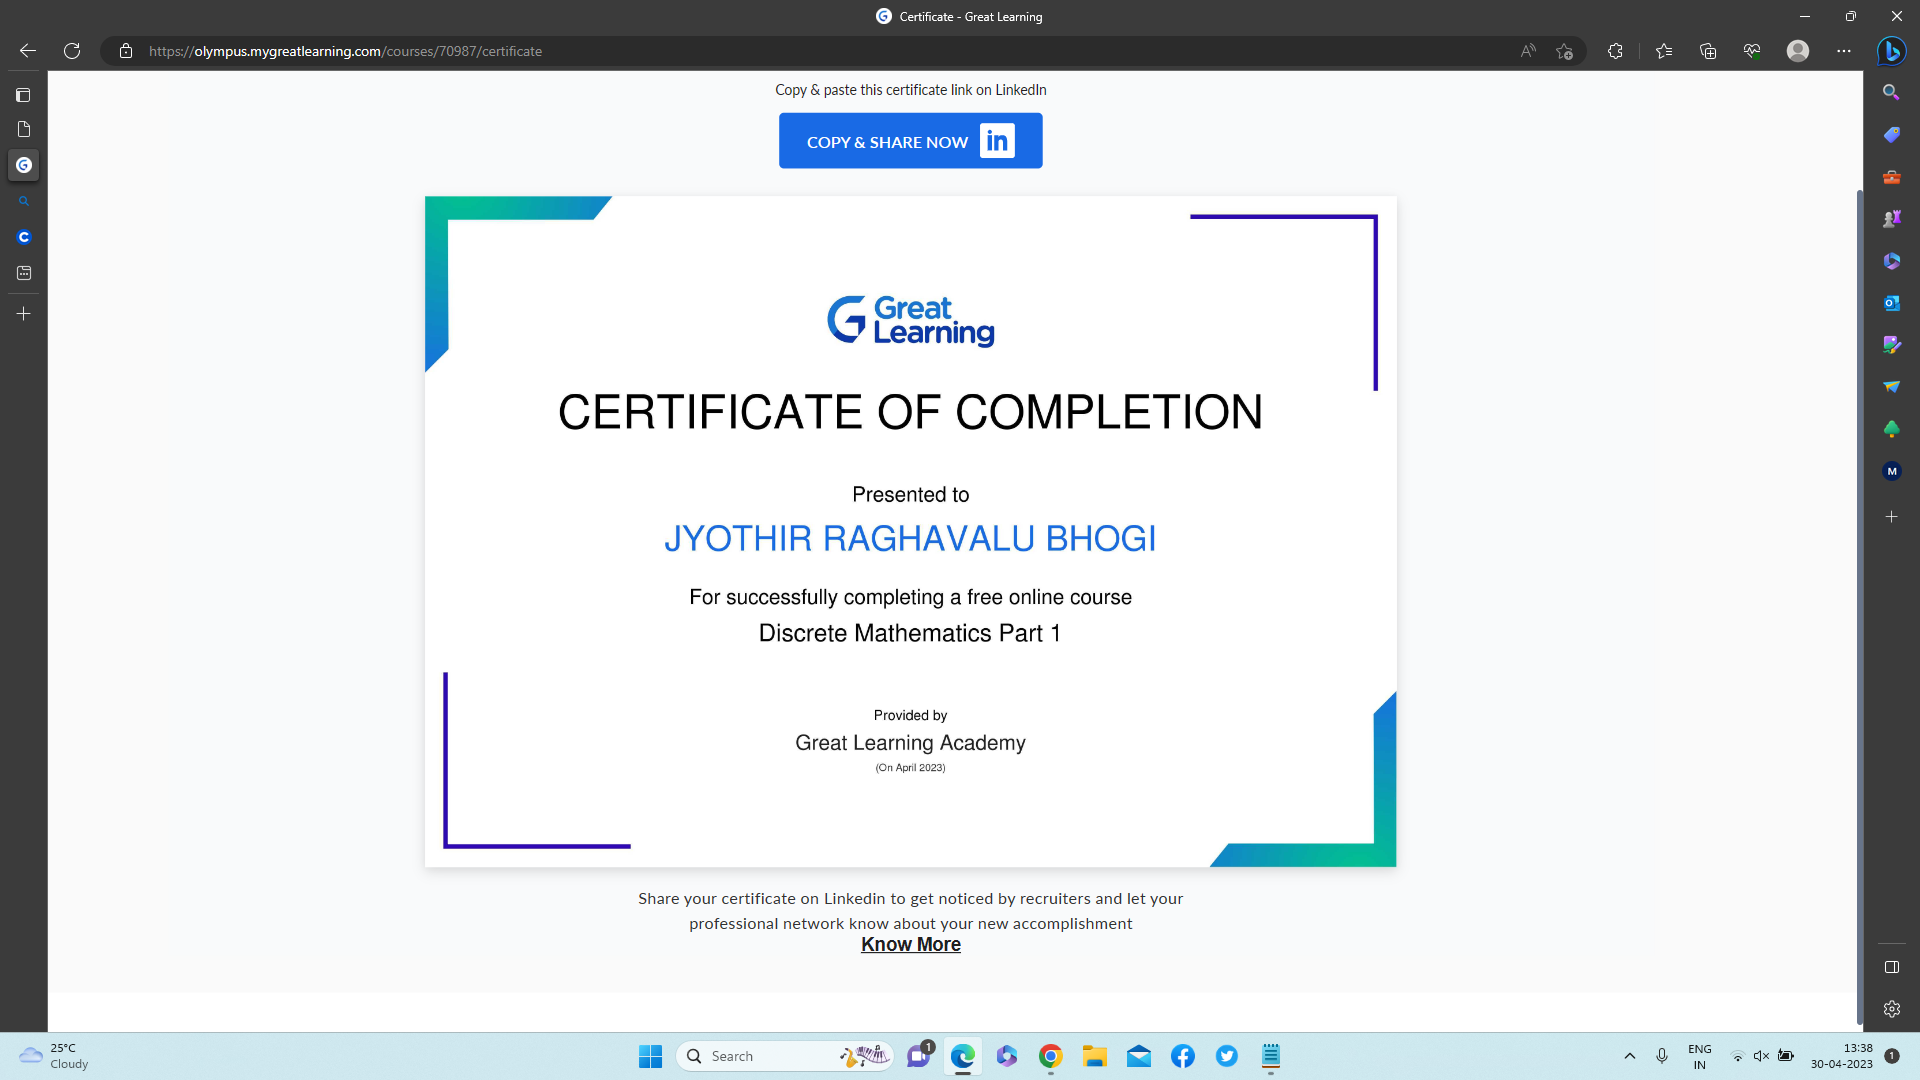 Certificate - Great Learning
https://olympus.mygreatlearning.com/courses/70987/certificate
Copy & paste this certificate link on LinkedIn
COPY & SHARE NOW in
Great
Learning
CERTIFICATE OF COMPLETION
Presented to
JYOTHIR RAGHAVALU BHOGI
For successfully completing a free online course
Discrete Mathematics Part 1
Provided by
Great Learning Academy
(On April 2023)
Share your certificate on Linkedin to get noticed by recruiters and let your
professional network know about your new accomplishment
Know More
M
25°C
Cloudy
Search
1
ENG
IN
13:38
30-04-2023
1